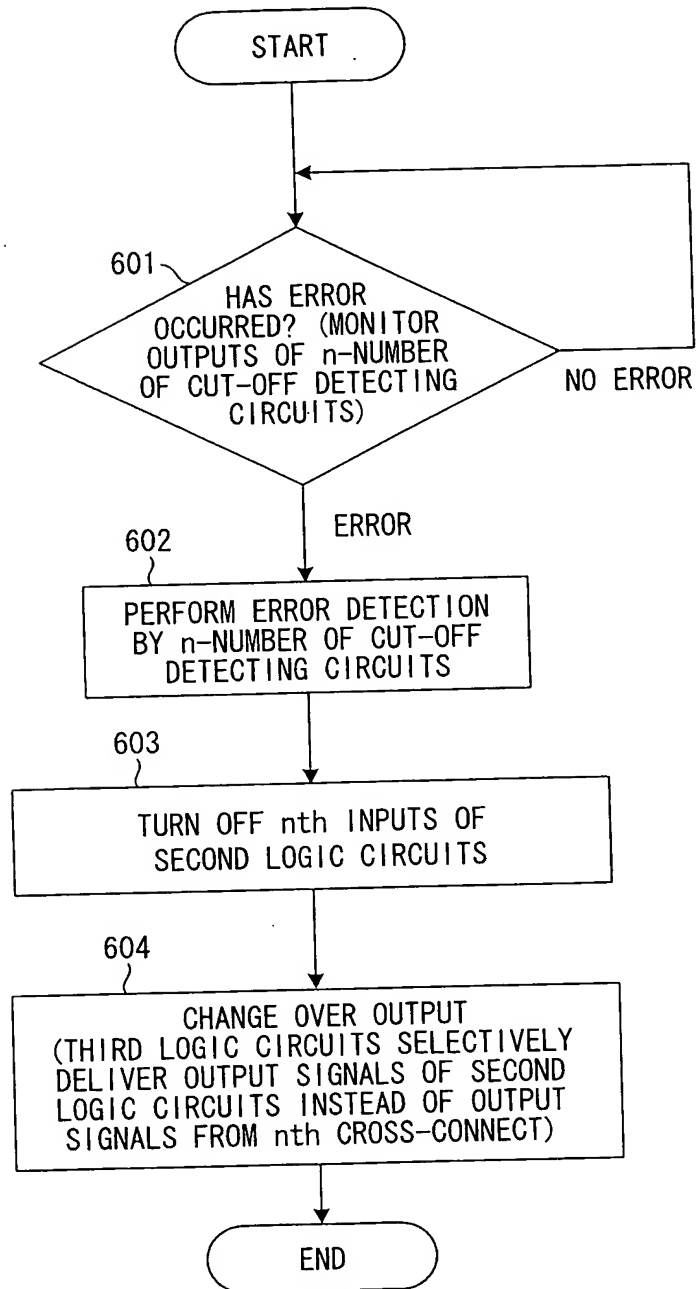 START
601
HAS ERROR
OCCURRED? (MONITOR
OUTPUTS OF n-NUMBER
OF CUT-OFF DETECTING
CIRCUITS)
NO ERROR
ERROR
602
PERFORM ERROR DETECTION
BY n-NUMBER OF CUT-OFF
DETECTING CIRCUITS
603
TURN OFF nth INPUTS OF
SECOND LOGIC CIRCUITS
604
CHANGE OVER OUTPUT
(THIRD LOGIC CIRCUITS SELECTIVELY
DELIVER OUTPUT SIGNALS OF SECOND
LOGIC CIRCUITS INSTEAD OF OUTPUT
SIGNALS FROM nth CROSS-CONNECT)
END